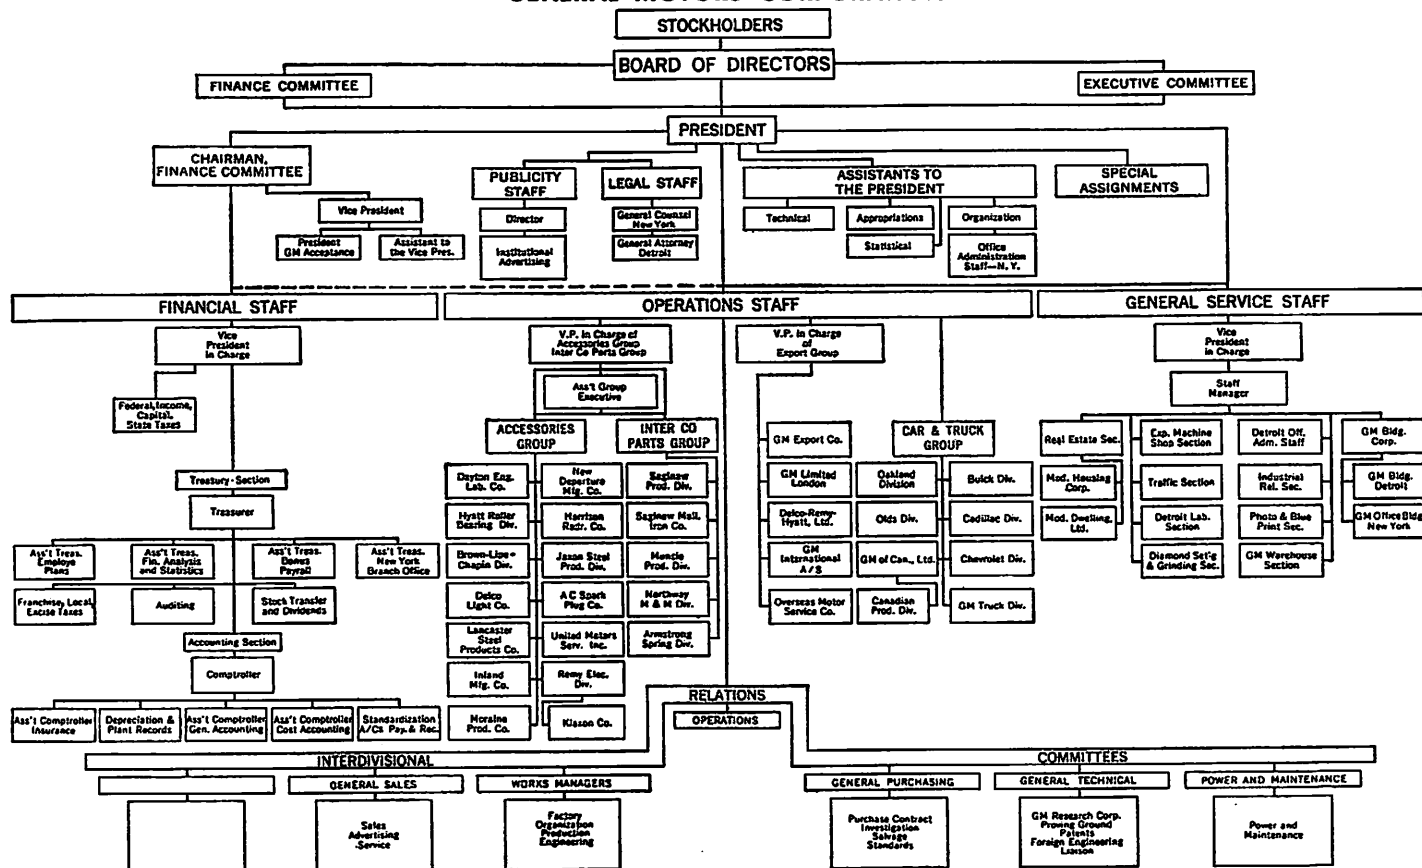 STOCKHOLDERS
BOARD OF DIRECTORS
FINANCE COMMITTEE
EXECUTIVE COMMITTEE
PRESIDENT
CHAIRMAN,
FINANCE COMMITTEE
Vice President
President
GM Acceptance
Assistant to
the Vice Pres.
PUBLICITY
STAFF
Director
Institutional
Advertising
LEGAL STAFF
General Counsel
New York
General Attorney
Detroit
ASSISTANTS TO
THE PRESIDENT
Technical
Appropriations
Statistical
Organization
Office
Administration
Staff—N.Y.
SPECIAL
ASSIGNMENTS
FINANCIAL STAFF
Vice
President
In Charge
Federal, Income,
Capital,
State Taxes
Treasury Section
Treasurer
Ass't Treas.
Employe
Plans
Ass't Treas.
Fin. Analysis
and Statistics
Ass't Treas.
Bonus
Payroll
Ass't Treas.
New York
Branch Office
Franchise, Local,
Excise Taxes
Auditing
Stock Transfer
and Dividends
Accounting Section
Comptroller
Ass't Comptroller
Insurance
Depreciation &
Plant Records
Ass't Comptroller
Gen. Accounting
Ass't Comptroller
Cost Accounting
Standardization
A/Cs Pay. & Rec.
OPERATIONS STAFF
V.P. In Charge of
Accessories Group
Inter Co Parts Group
Ass't Group
Executive
ACCESSORIES
GROUP
Dayton Eng.
Lab. Co.
Hyatt Roller
Bearing Div.
Brown-Lipe-
Chapin Div.
Delco
Light Co.
Lancaster
Steel
Products Co.
Inland
Mfg. Co.
Moraine
Prod. Co.
New
Departure
Mfg. Co.
Harrison
Radr. Co.
Jaxon Steel
Prod. Div.
A C Spark
Plug Co.
United Motors
Serv. Inc.
Remy Elec.
Div.
Klaxon Co.
INTER CO
PARTS GROUP
Saginaw
Prod. Div.
Saginaw Mall.
Iron Co.
Muncie
Prod. Div.
Northway
M & M Div.
Armstrong
Spring Div.
V.P. In Charge
of
Export Group
GM Export Co.
GM Limited
London
Delco-Remy-
Hyatt, Ltd.
GM
International
A/S
Overseas Motor
Service Co.
CAR & TRUCK
GROUP
Oakland
Division
Olds Div.
GM of Can., Ltd.
Canadian
Prod. Div.
Buick Div.
Cadillac Div.
Chevrolet Div.
GM Truck Div.
GENERAL SERVICE STAFF
Vice
President
In Charge
Staff
Manager
Real Estate Sec.
Mod. Housing
Corp.
Mod. Dwelling,
Ltd.
Exp. Machine
Shop Section
Traffic Section
Detroit Lab.
Section
Diamond Set'g
& Grinding Sec.
Detroit Off.
Adm. Staff
Industrial
Rel. Sec.
Photo & Blue
Print Sec.
GM Warehouse
Section
GM Bldg.
Corp.
GM Bldg.
Detroit
GM Office Bldg.
New York
RELATIONS
OPERATIONS
INTERDIVISIONAL
COMMITTEES
GENERAL SALES
Sales
Advertising
Service
WORKS MANAGERS
Factory
Organization
Production
Engineering
GENERAL PURCHASING
Purchase Contract
Investigation
Salvage
Standards
GENERAL TECHNICAL
GM Research Corp.
Proving Ground
Patents
Foreign Engineering
Liaison
POWER AND MAINTENANCE
Power and
Maintenance